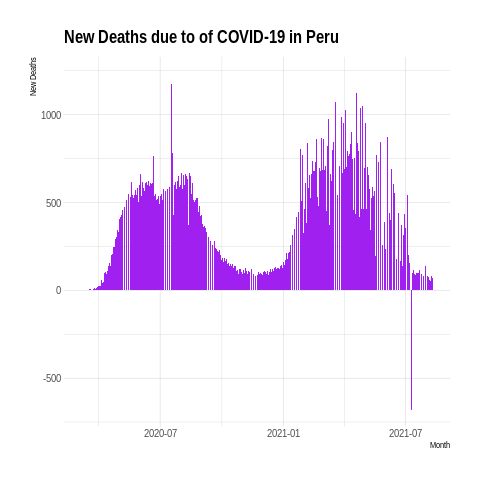 New Deaths due to of COVID-19 in Peru
New Deaths
1000
500
0
-500
2020-07
2021-01
2021-07
Month